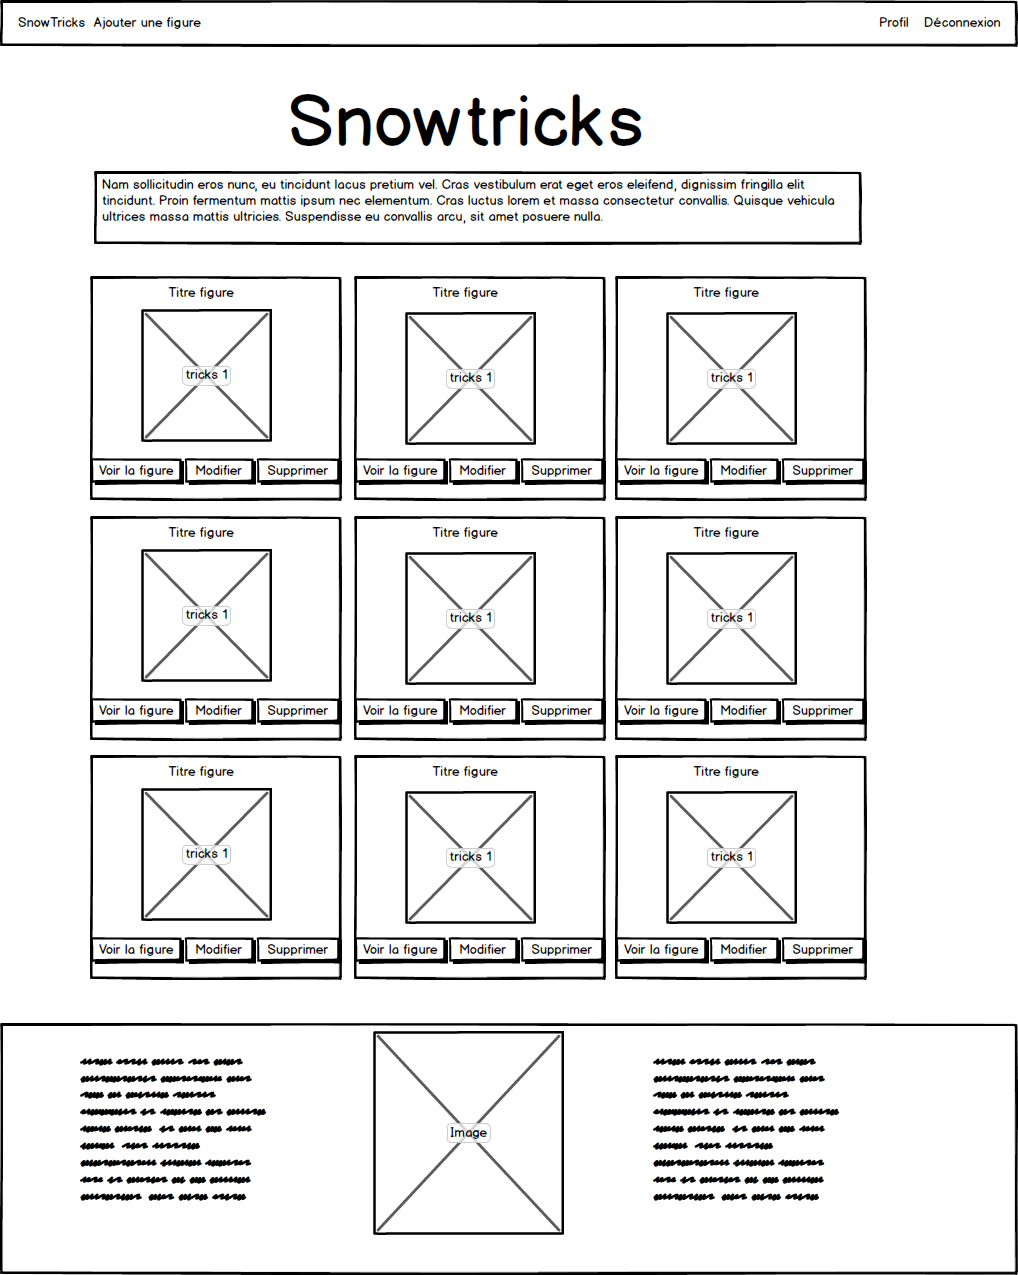 SnowTricks Ajouter une figure Profil Déconnexion
Snowtricks
Nam sollicitudin eros nunc, eu tincidunt lacus pretium vel. Cras vestibulum erat eget eros eleifend, dignissim fringilla elit
tincidunt. Proin fermentum mattis ipsum nec elementum. Cras luctus lorem et massa consectetur convallis. Quisque vehicula
ultrices massa mattis ultricies. Suspendisse eu convallis arcu, sit amet posuere nulla.
Titre figure Titre figure Titre figure
tricks 1 tricks 1 tricks 1
Voir la figure Modifier Supprimer Voir la figure Modifier Supprimer Voir la figure Modifier Supprimer
Titre figure Titre figure Titre figure
tricks 1 tricks 1 tricks 1
Voir la figure Modifier Supprimer Voir la figure Modifier Supprimer Voir la figure Modifier Supprimer
Titre figure Titre figure Titre figure
tricks 1 tricks 1 tricks 1
Voir la figure Modifier Supprimer Voir la figure Modifier Supprimer Voir la figure Modifier Supprimer
Image